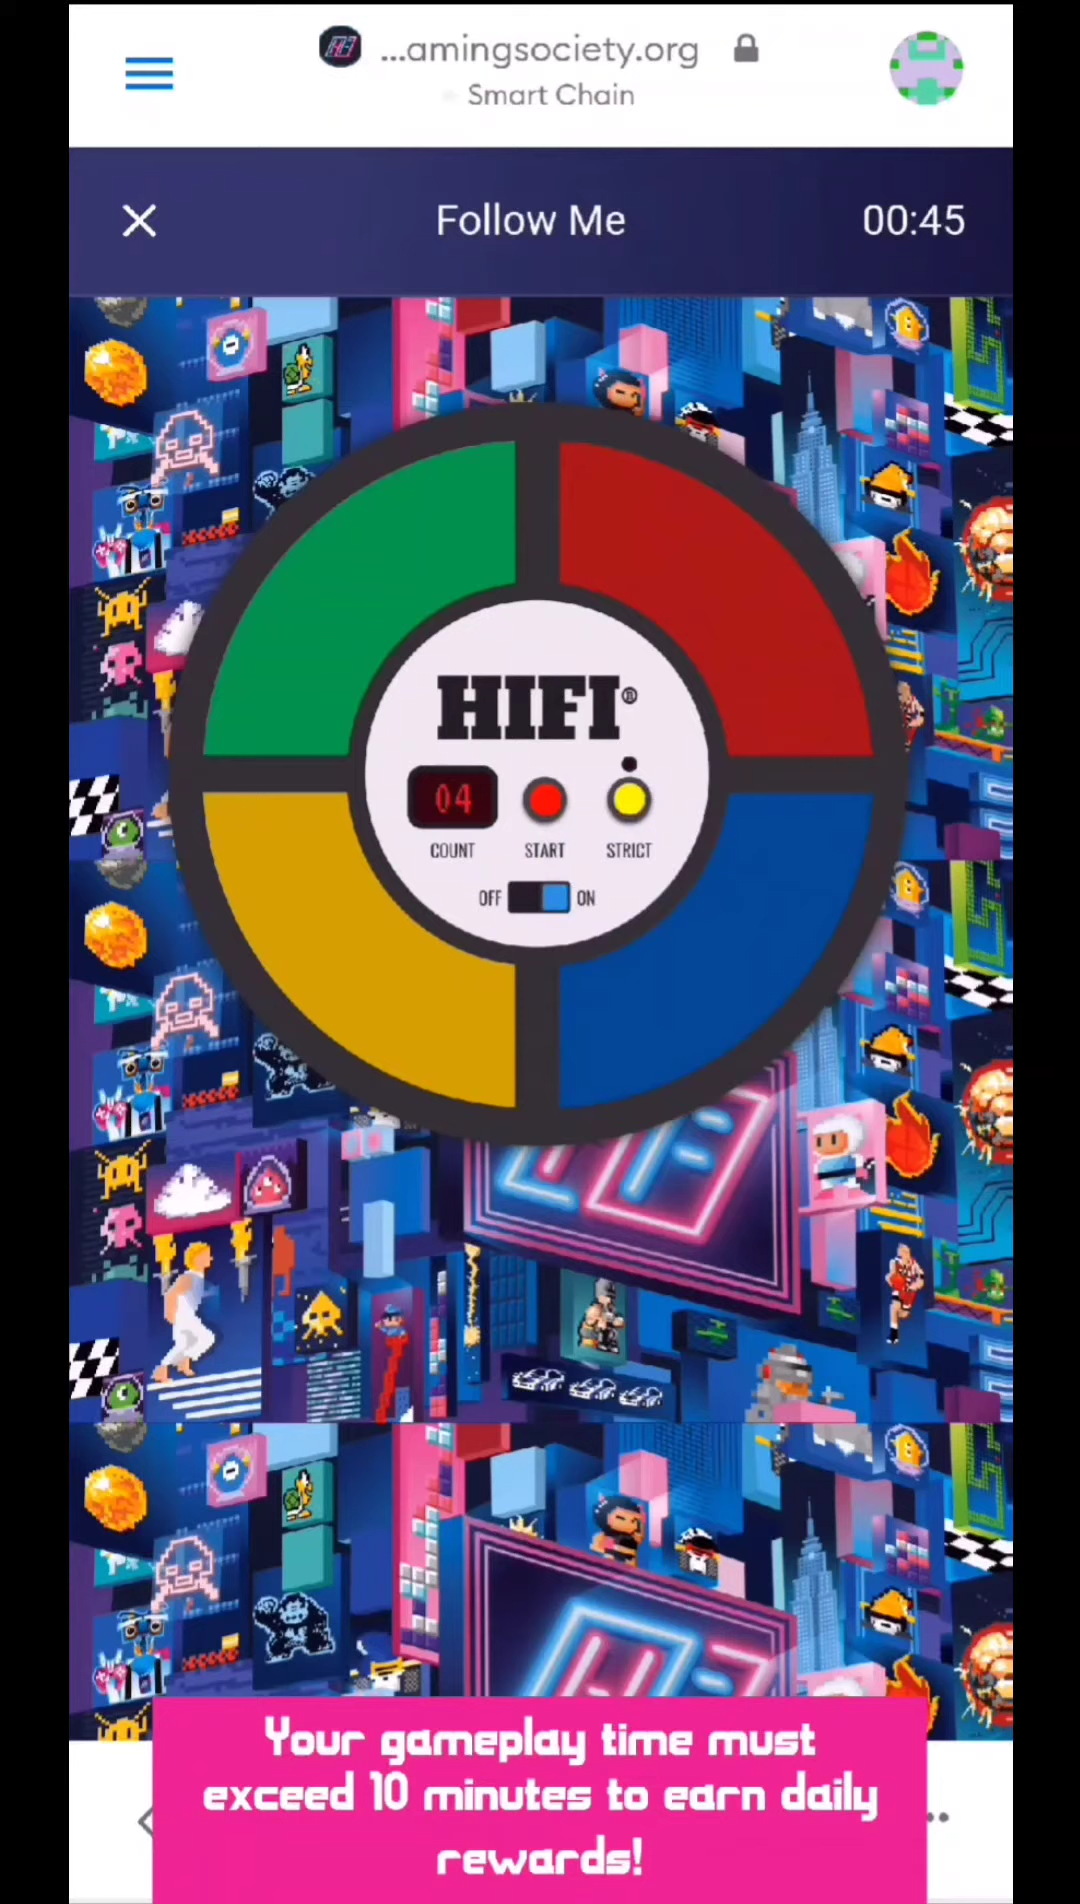 ...amingsociety.org
Smart Chain
Follow Me
00:45
HIFI®
04
COUNT
START
STRICT
OFF
ON
Your gameplay time must
exceed 10 minutes to earn daily
rewards!